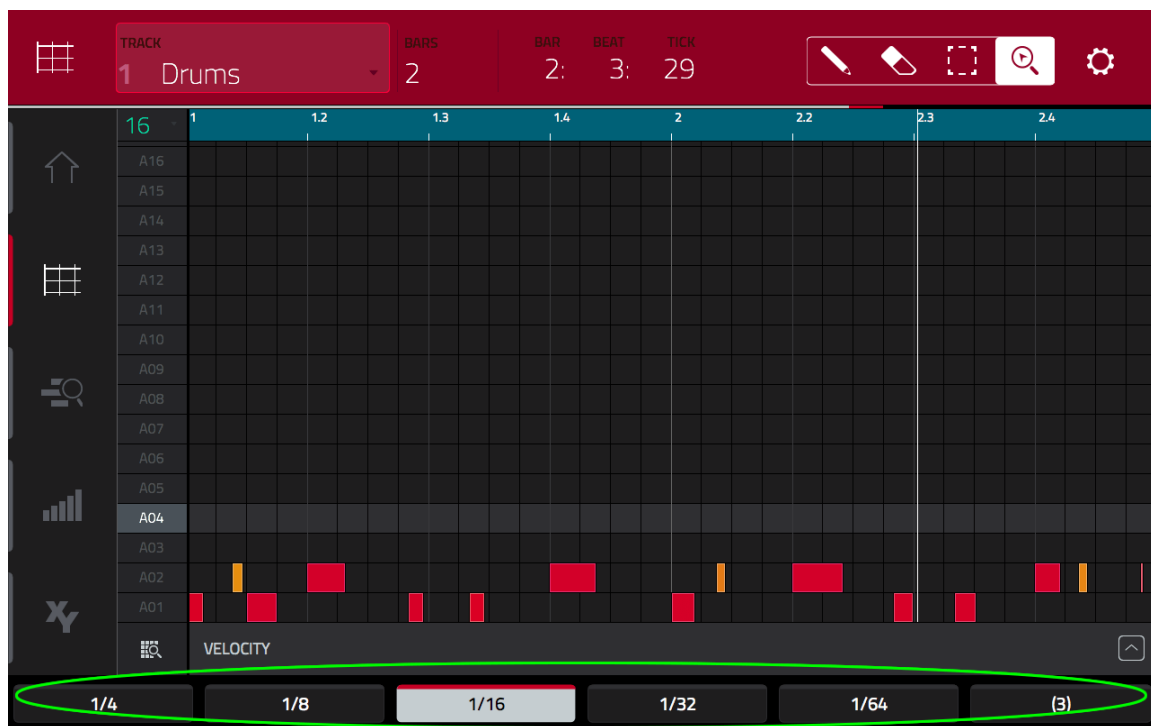 TRACK
1 Drums
BARS
2
BAR BEAT TICK
2: 3: 29
16
1 1.2 1.3 1.4 2 2.2 2.3 2.4
A16
A15
A14
A13
A12
A11
A10
A09
A08
A07
A06
A05
A04
A03
A02
A01
XY
VELOCITY
1/4 1/8 1/16 1/32 1/64 (3)